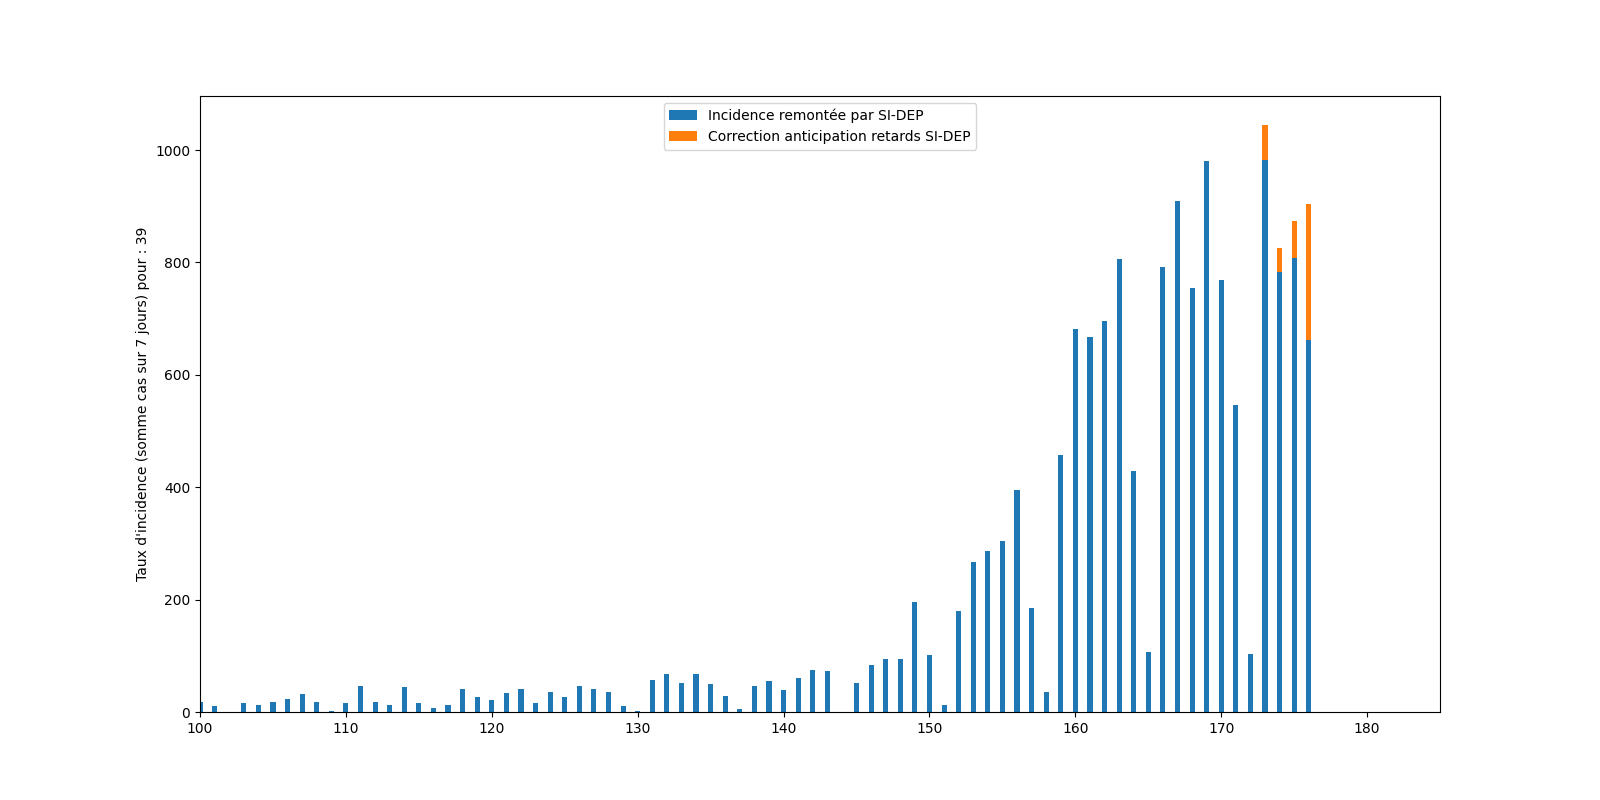 Incidence remontée par SI-DEP
Correction anticipation retards SI-DEP
Taux d'incidence (somme cas sur 7 jours) pour : 39
1000
800
600
400
200
0
100 110 120 130 140 150 160 170 180